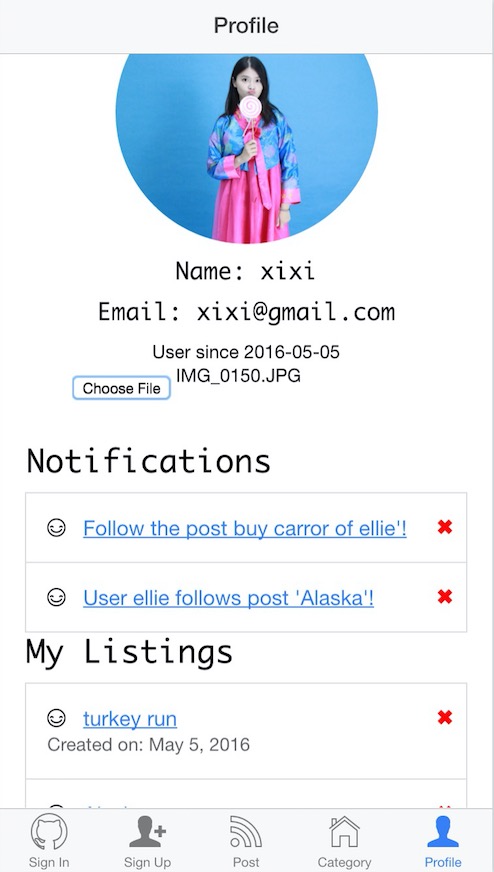 Profile
Name: xixi
Email: xixi@gmail.com
User since 2016-05-05
Choose File IMG_0150.JPG
Notifications
Follow the post buy carror of ellie'!
User ellie follows post 'Alaska'!
My Listings
turkey run
Created on: May 5, 2016
Sign In Sign Up Post Category Profile